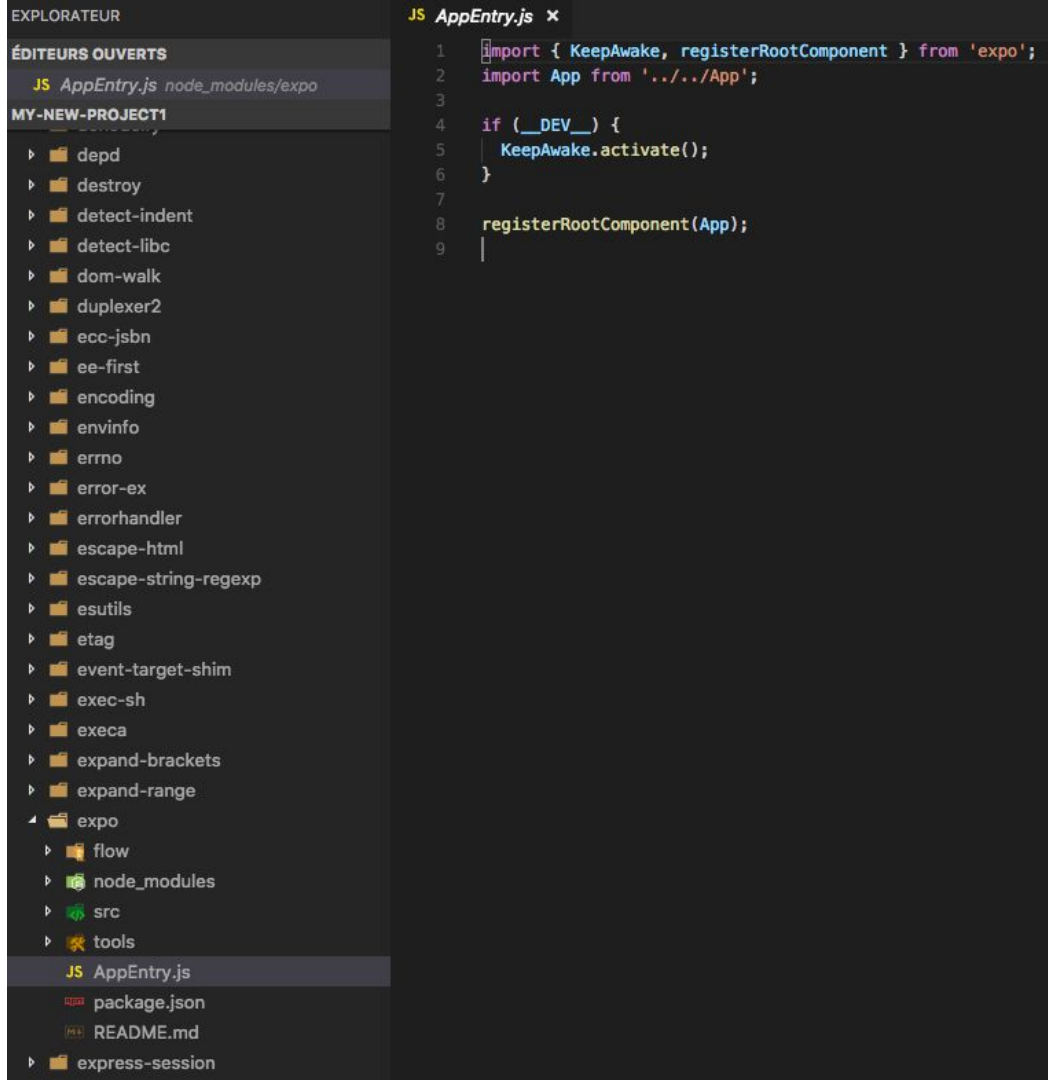 EXPLORATEUR
ÉDITEURS OUVERTS
JS AppEntry.js node_modules/expo
MY-NEW-PROJECT1
depd
destroy
detect-indent
detect-libc
dom-walk
duplexer2
ecc-jsbn
ee-first
encoding
envinfo
errno
error-ex
errorhandler
escape-html
escape-string-regexp
esutils
etag
event-target-shim
exec-sh
execa
expand-brackets
expand-range
expo
flow
node_modules
src
tools
JS AppEntry.js
package.json
README.md
express-session
JS AppEntry.js ×
1 import { KeepAwake, registerRootComponent } from 'expo';
2 import App from '../../App';
3
4 if (__DEV__) {
5 KeepAwake.activate();
6 }
7
8 registerRootComponent(App);
9